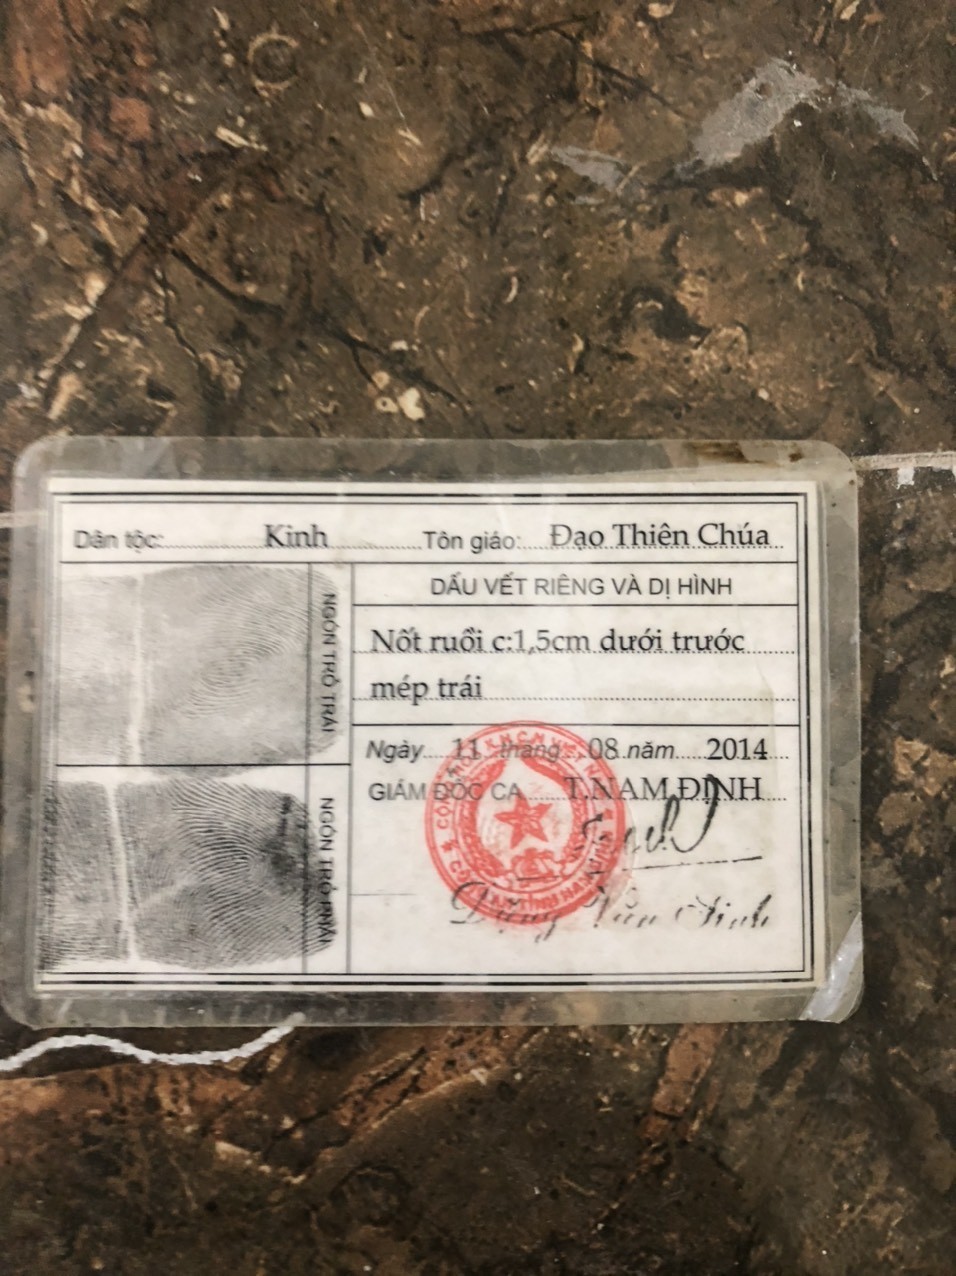 Dân tộc: Kinh Tôn giáo: Đạo Thiên Chúa
DẤU VẾT RIÊNG VÀ DỊ HÌNH
NGÓN TRỎ TRÁI
Nốt ruồi c:1,5cm dưới trước
mép trái
Ngày 11 tháng 08 năm 2014
GIÁM ĐỐC CA T.NAM ĐỊNH
NGÓN TRỎ PHẢI